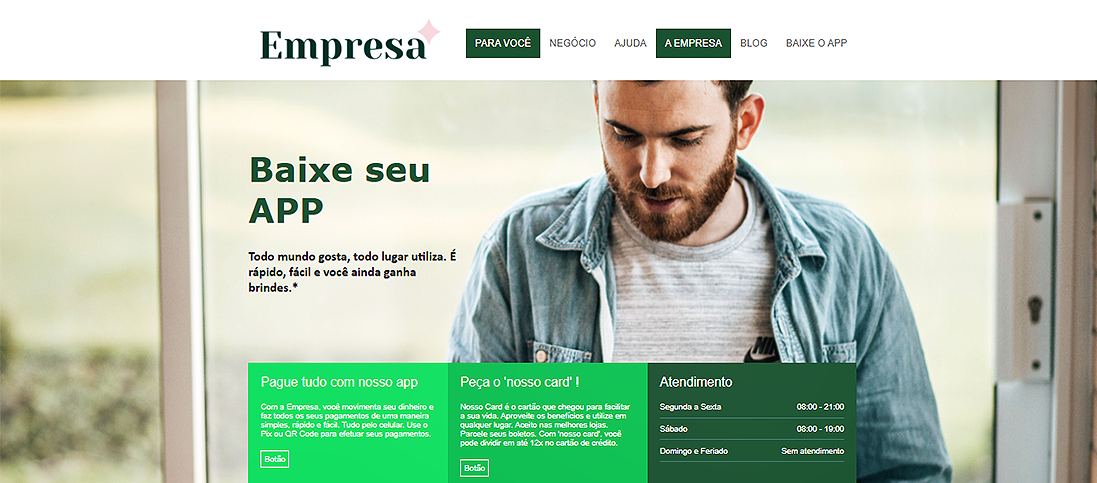 Empresa
PARA VOCÊ NEGÓCIO AJUDA A EMPRESA BLOG BAIXE O APP
Baixe seu
APP
Todo mundo gosta, todo lugar utiliza. É
rápido, fácil e você ainda ganha
brindes.*
Pague tudo com nosso app
Com a Empresa, você movimenta seu dinheiro e
faz todos os seus pagamentos de uma maneira
simples, rápido e fácil. Tudo pelo celular. Use o
Pix ou QR Code para efetuar seus pagamentos.
Botão
Peça o 'nosso card' !
Nosso Card é o cartão que chegou para facilitar
a sua vida. Aproveite os benefícios e utilize em
qualquer lugar. Aceito nas melhores lojas.
Parcele seus boletos. Com 'nosso card', você
pode dividir em até 12x no cartão de crédito.
Botão
Atendimento
Segunda a Sexta 08:00 - 21:00
Sábado 08:00 - 19:00
Domingo e Feriado Sem atendimento